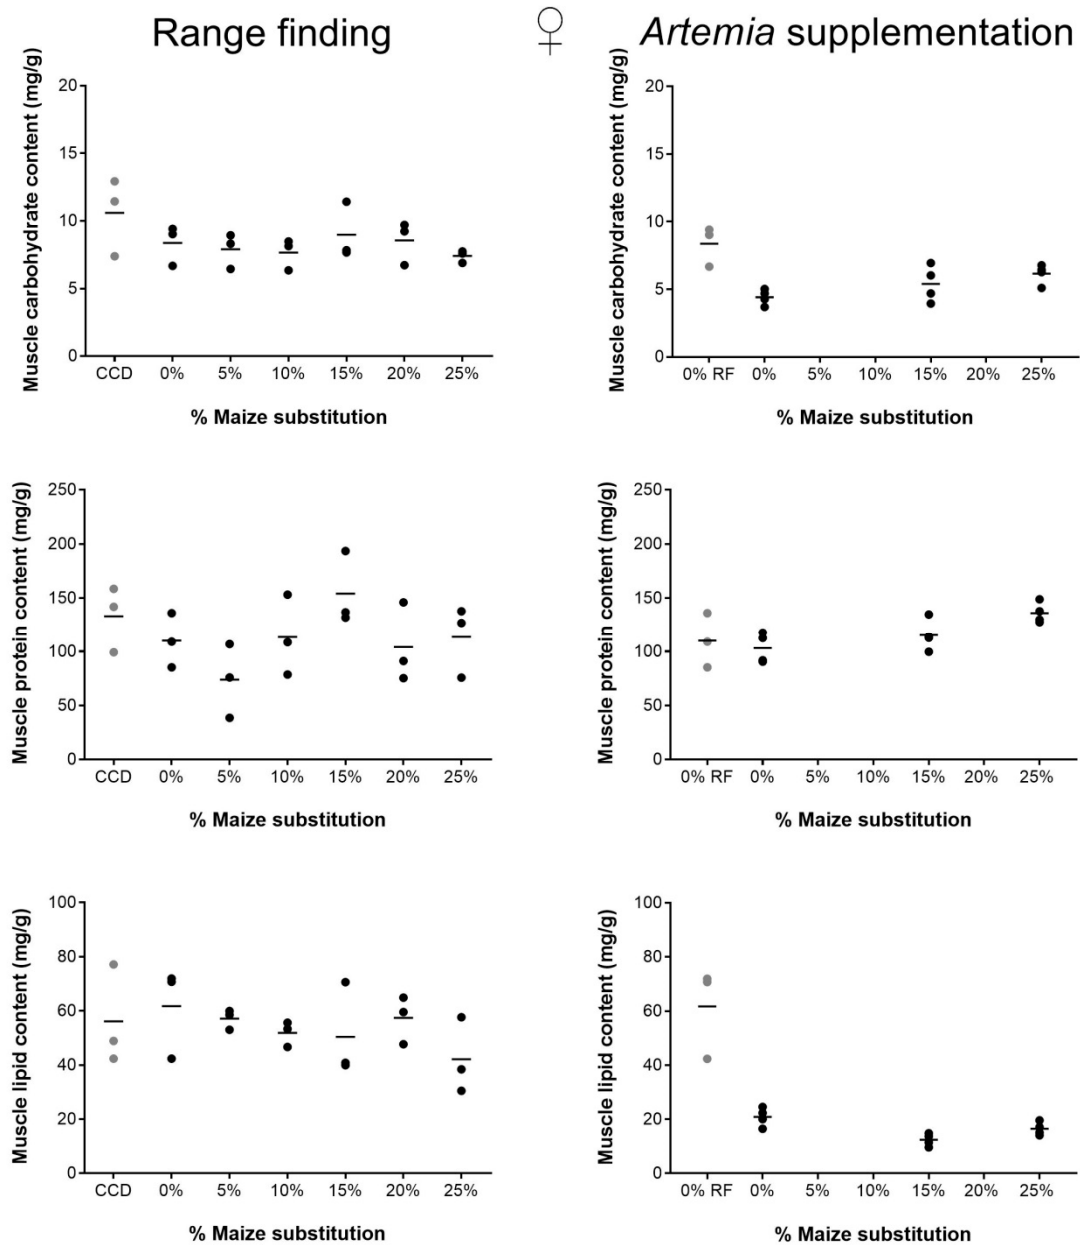 Range finding
♀
Artemia supplementation
Muscle carbohydrate content (mg/g)
20
15
10
5
0
CCD 0% 5% 10% 15% 20% 25%
% Maize substitution
Muscle carbohydrate content (mg/g)
20
15
10
5
0
0% RF 0% 5% 10% 15% 20% 25%
% Maize substitution
Muscle protein content (mg/g)
250
200
150
100
50
0
CCD 0% 5% 10% 15% 20% 25%
% Maize substitution
Muscle protein content (mg/g)
250
200
150
100
50
0
0% RF 0% 5% 10% 15% 20% 25%
% Maize substitution
Muscle lipid content (mg/g)
100
80
60
40
20
0
CCD 0% 5% 10% 15% 20% 25%
% Maize substitution
Muscle lipid content (mg/g)
100
80
60
40
20
0
0% RF 0% 5% 10% 15% 20% 25%
% Maize substitution